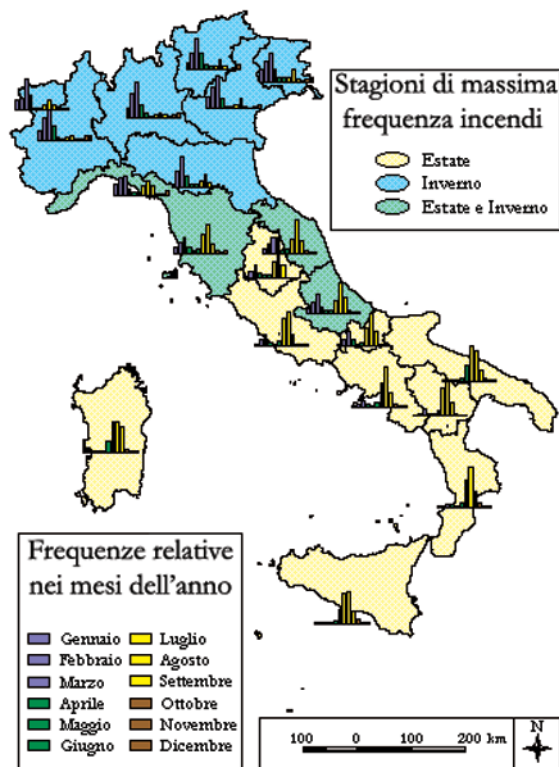 Stagioni di massima
frequenza incendi
Estate
Inverno
Estate e Inverno
Frequenze relative
nei mesi dell'anno
Gennaio
Febbraio
Marzo
Aprile
Maggio
Giugno
Luglio
Agosto
Settembre
Ottobre
Novembre
Dicembre
100 0 100 200 km
N